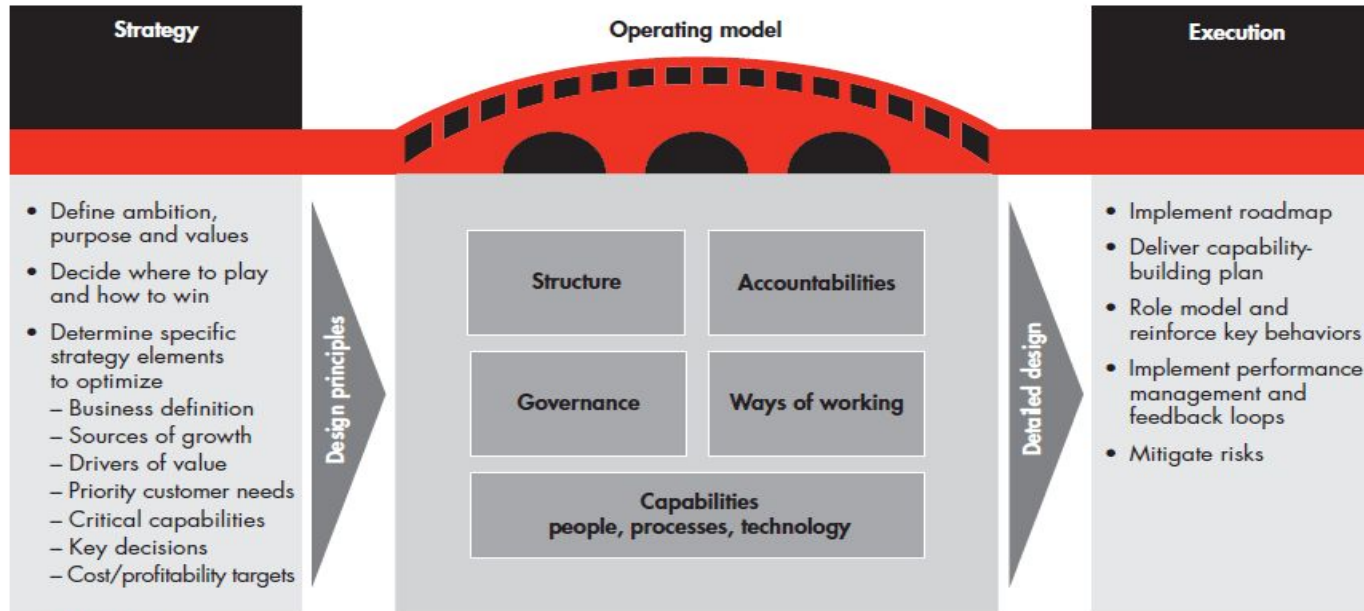 Strategy
Operating model
Execution
• Define ambition,
purpose and values
• Decide where to play
and how to win
• Determine specific
strategy elements
to optimize
– Business definition
– Sources of growth
– Drivers of value
– Priority customer needs
– Critical capabilities
– Key decisions
– Cost/profitability targets
Design principles
Structure
Accountabilities
Governance
Ways of working
Capabilities
people, processes, technology
Detailed design
• Implement roadmap
• Deliver capability-
building plan
• Role model and
reinforce key behaviors
• Implement performance
management and
feedback loops
• Mitigate risks